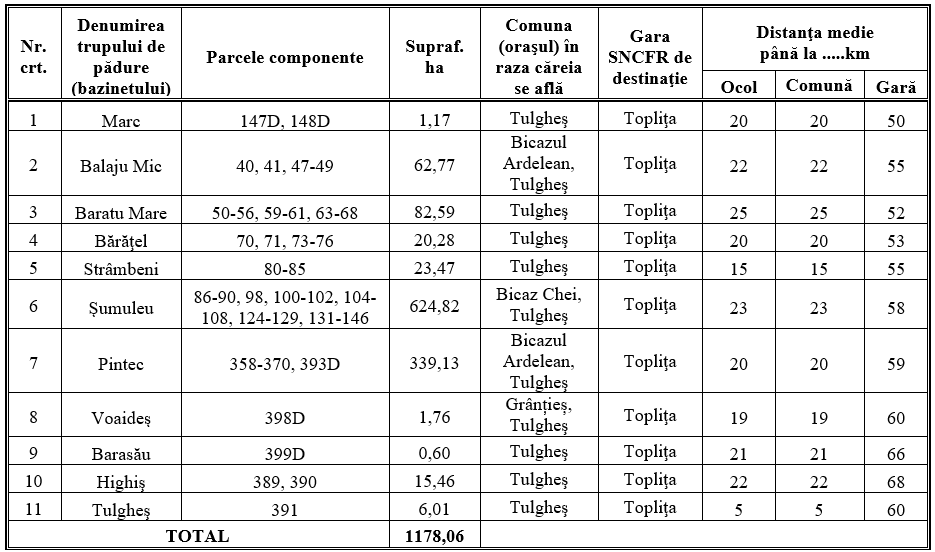 Nr. crt. | Denumirea trupului de pădure (bazinetului) | Parcele componente | Supraf. ha | Comuna (oraşul) în raza căreia se află | Gara SNCFR de destinaţie | Distanţa medie până la .....km
Ocol | Comună | Gară
1 | Marc | 147D, 148D | 1,17 | Tulgheş | Topliţa | 20 | 20 | 50
2 | Balaju Mic | 40, 41, 47-49 | 62,77 | Bicazul Ardelean, Tulgheş | Topliţa | 22 | 22 | 55
3 | Baratu Mare | 50-56, 59-61, 63-68 | 82,59 | Tulgheş | Topliţa | 25 | 25 | 52
4 | Bărăţel | 70, 71, 73-76 | 20,28 | Tulgheş | Topliţa | 20 | 20 | 53
5 | Strâmbeni | 80-85 | 23,47 | Tulgheş | Topliţa | 15 | 15 | 55
6 | Șumuleu | 86-90, 98, 100-102, 104-108, 124-129, 131-146 | 624,82 | Bicaz Chei, Tulgheş | Topliţa | 23 | 23 | 58
7 | Pintec | 358-370, 393D | 339,13 | Bicazul Ardelean, Tulgheş | Topliţa | 20 | 20 | 59
8 | Voaideș | 398D | 1,76 | Grânțieș, Tulgheş | Topliţa | 19 | 19 | 60
9 | Barasău | 399D | 0,60 | Tulgheş | Topliţa | 21 | 21 | 66
10 | Highiş | 389, 390 | 15,46 | Tulgheş | Topliţa | 22 | 22 | 68
11 | Tulgheş | 391 | 6,01 | Tulgheş | Topliţa | 5 | 5 | 60
TOTAL | 1178,06